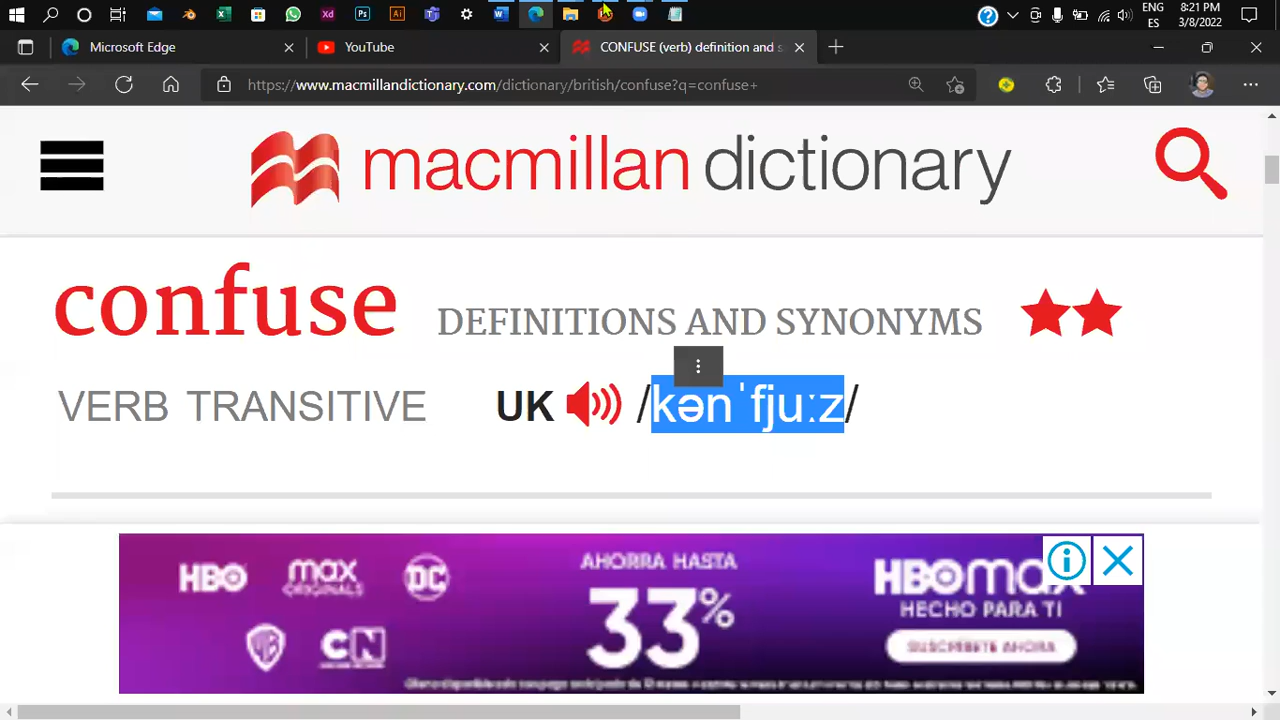 ENG
ES
8:21 PM
3/8/2022
Microsoft Edge
YouTube
CONFUSE (verb) definition and s
https://www.macmillandictionary.com/dictionary/british/confuse?q=confuse+
macmillan dictionary
confuse DEFINITIONS AND SYNONYMS
VERB TRANSITIVE UK /kənˈfjuːz/
HBO max ORIGINALS DC
CN
AHORRA HASTA
33%
HBOmax
HECHO PARA TI
SUSCRÍBETE AHORA